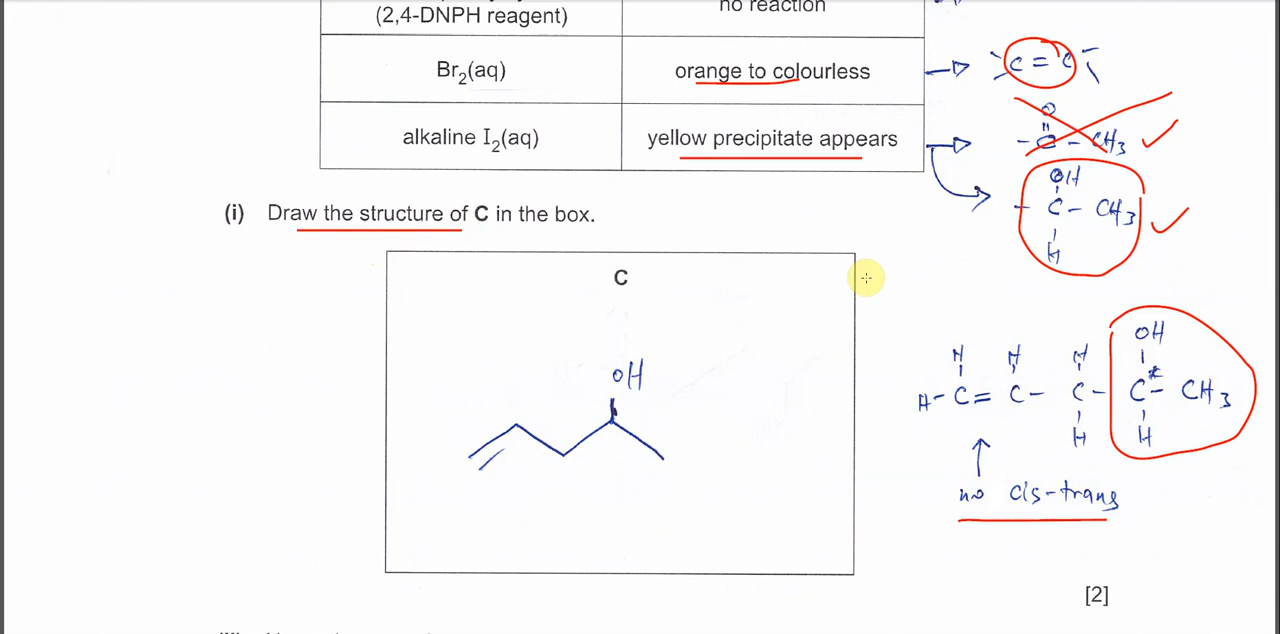 (2,4-DNPH reagent) no reaction
Br₂(aq) orange to colourless C = C
alkaline I₂(aq) yellow precipitate appears
O
- C - CH₃
OH
- C - CH₃
H
(i) Draw the structure of C in the box.
C
OH
H H H OH
H - C = C - C - C* - CH₃
H H
no cis-trans
[2]